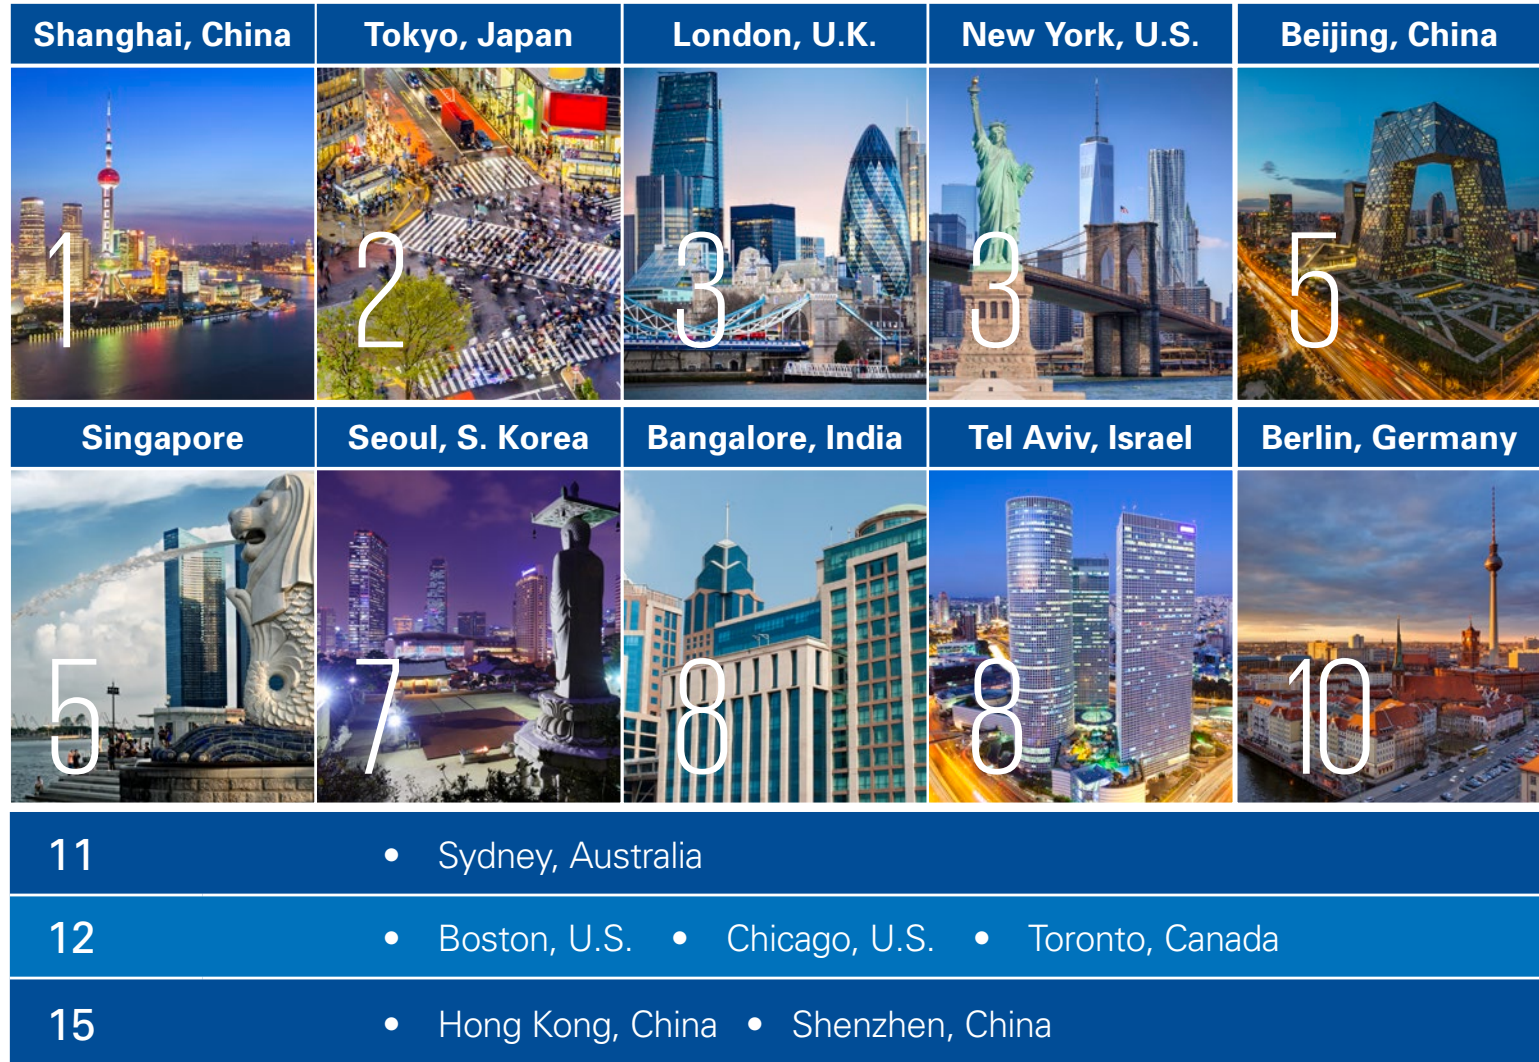 Shanghai, China
Tokyo, Japan
London, U.K.
New York, U.S.
Beijing, China
1
2
3
3
5
Singapore
Seoul, S. Korea
Bangalore, India
Tel Aviv, Israel
Berlin, Germany
5
7
8
8
10
11 • Sydney, Australia
12 • Boston, U.S. • Chicago, U.S. • Toronto, Canada
15 • Hong Kong, China • Shenzhen, China